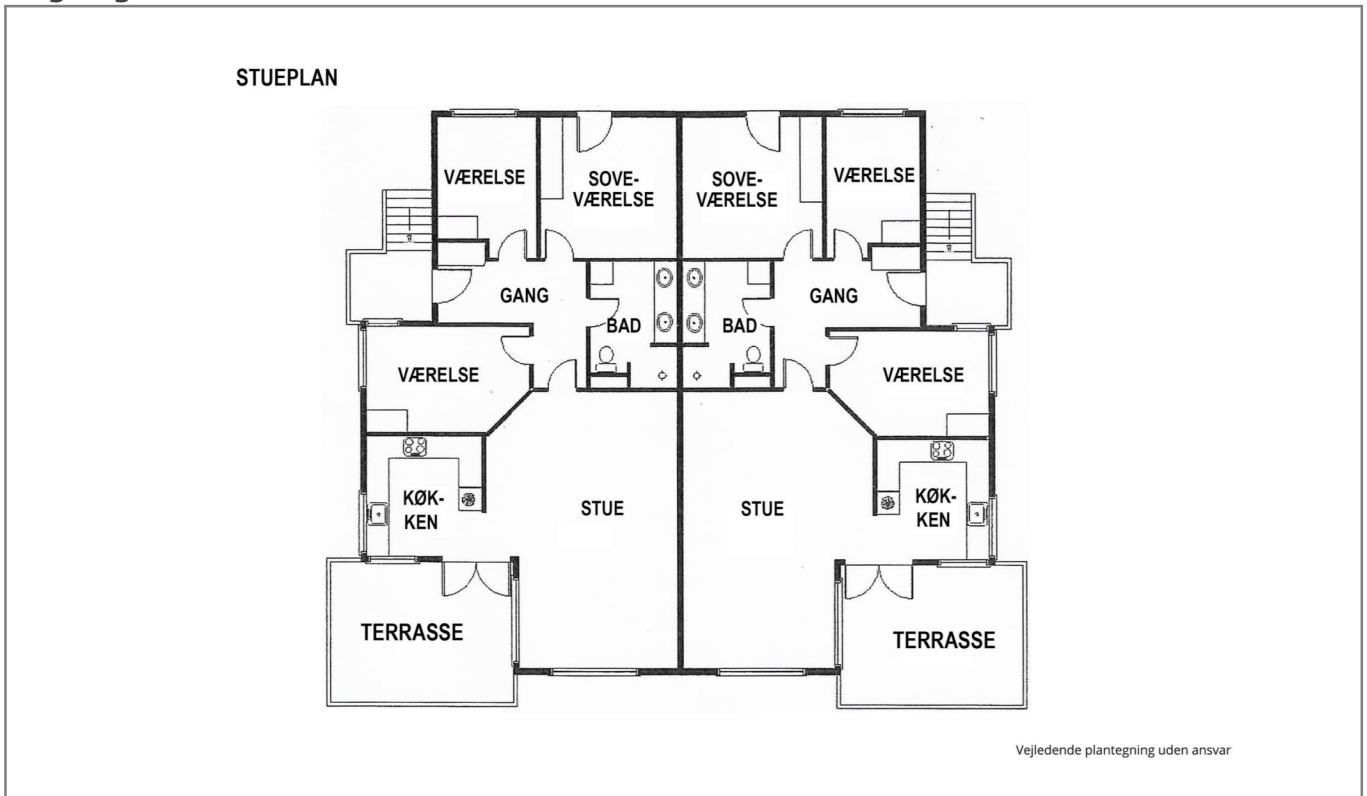 STUEPLAN
VÆRELSE
SOVE-
VÆRELSE
SOVE-
VÆRELSE
VÆRELSE
GANG
BAD
BAD
GANG
VÆRELSE
VÆRELSE
KØK-
KEN
STUE
STUE
KØK-
KEN
TERRASSE
TERRASSE
Vejledende plantegning uden ansvar